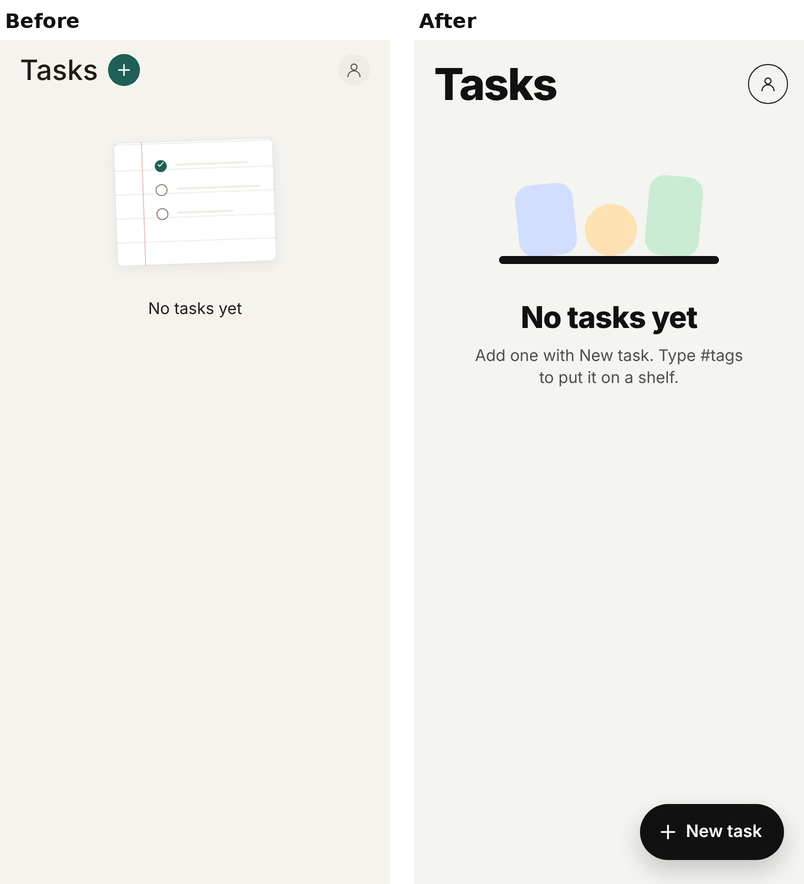 Before
Tasks
No tasks yet
After
Tasks
No tasks yet
Add one with New task. Type #tags
to put it on a shelf.
New task